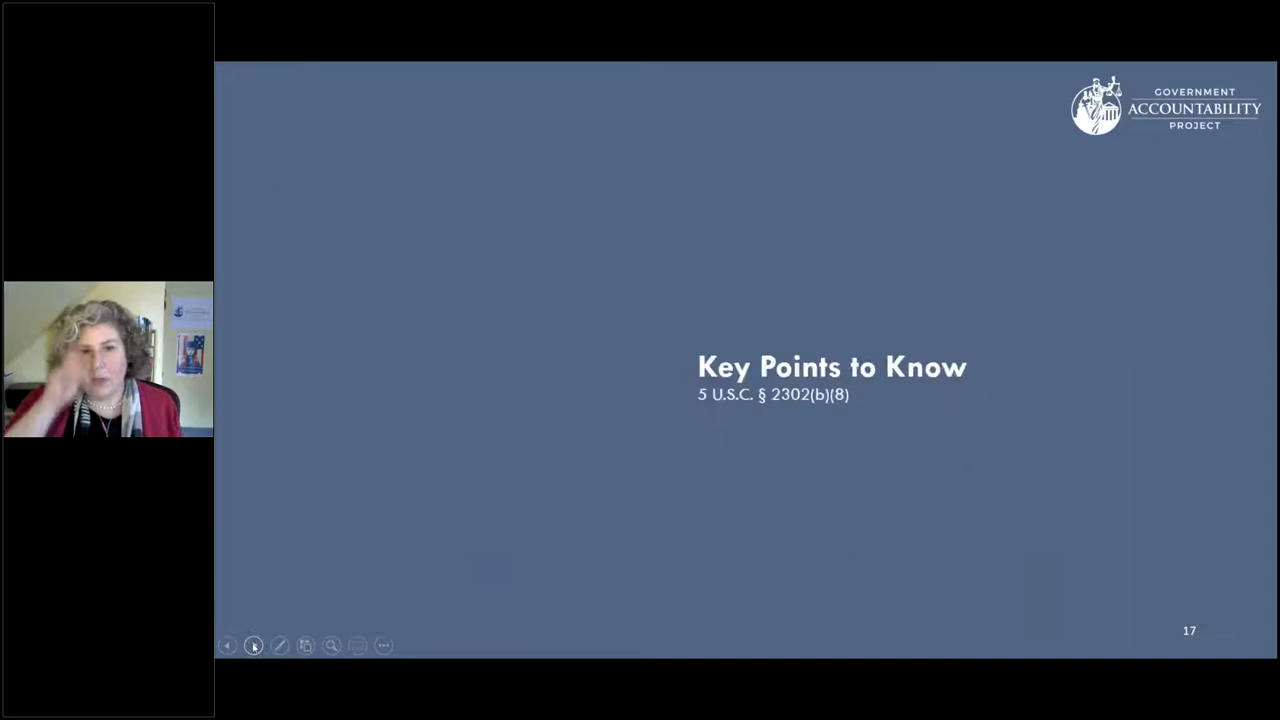 GOVERNMENT
ACCOUNTABILITY
PROJECT
Key Points to Know
5 U.S.C. § 2302(b)(8)
17